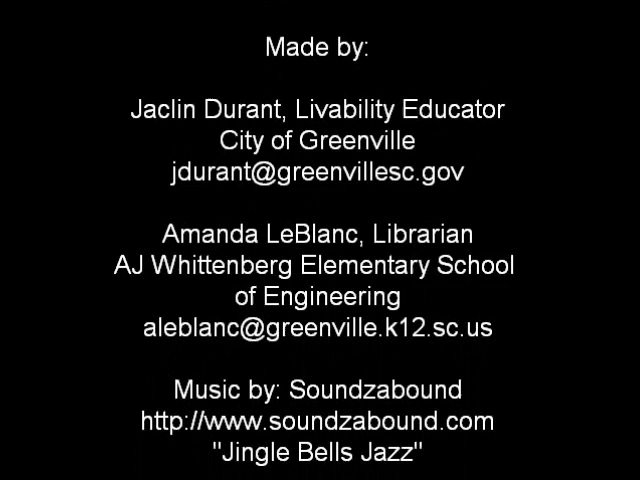 Made by:
Jaclin Durant, Livability Educator
City of Greenville
jdurant@greenvillesc.gov
Amanda LeBlanc, Librarian
AJ Whittenberg Elementary School
of Engineering
aleblanc@greenville.k12.sc.us
Music by: Soundzabound
http://www.soundzabound.com
"Jingle Bells Jazz"